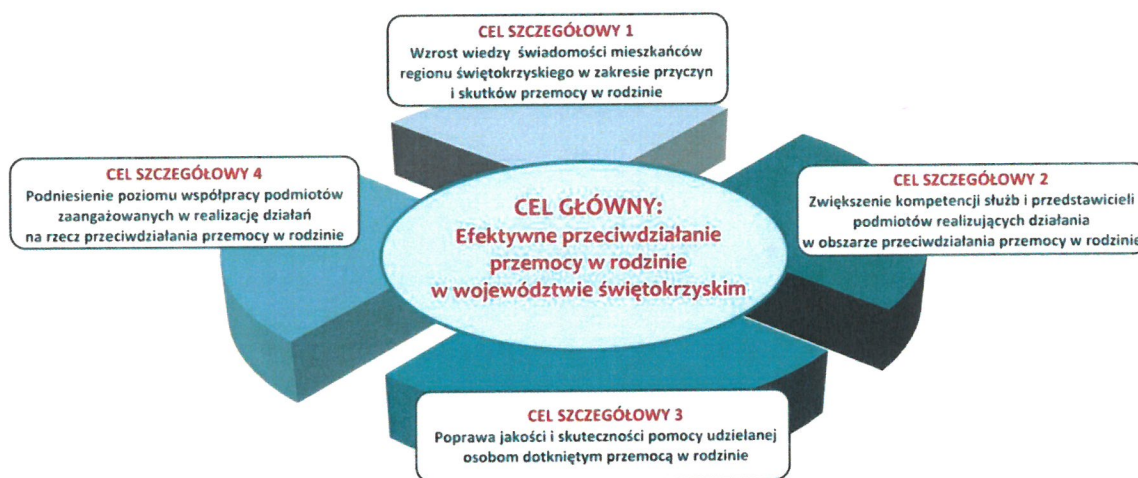 CEL SZCZEGÓŁOWY 1
Wzrost wiedzy świadomości mieszkańców
regionu świętokrzyskiego w zakresie przyczyn
i skutków przemocy w rodzinie
CEL SZCZEGÓŁOWY 4
Podniesienie poziomu współpracy podmiotów
zaangażowanych w realizację działań
na rzecz przeciwdziałania przemocy w rodzinie
CEL GŁÓWNY:
Efektywne przeciwdziałanie
przemocy w rodzinie
w województwie świętokrzyskim
CEL SZCZEGÓŁOWY 2
Zwiększenie kompetencji służb i przedstawicieli
podmiotów realizujących działania
w obszarze przeciwdziałania przemocy w rodzinie
CEL SZCZEGÓŁOWY 3
Poprawa jakości i skuteczności pomocy udzielanej
osobom dotkniętym przemocą w rodzinie